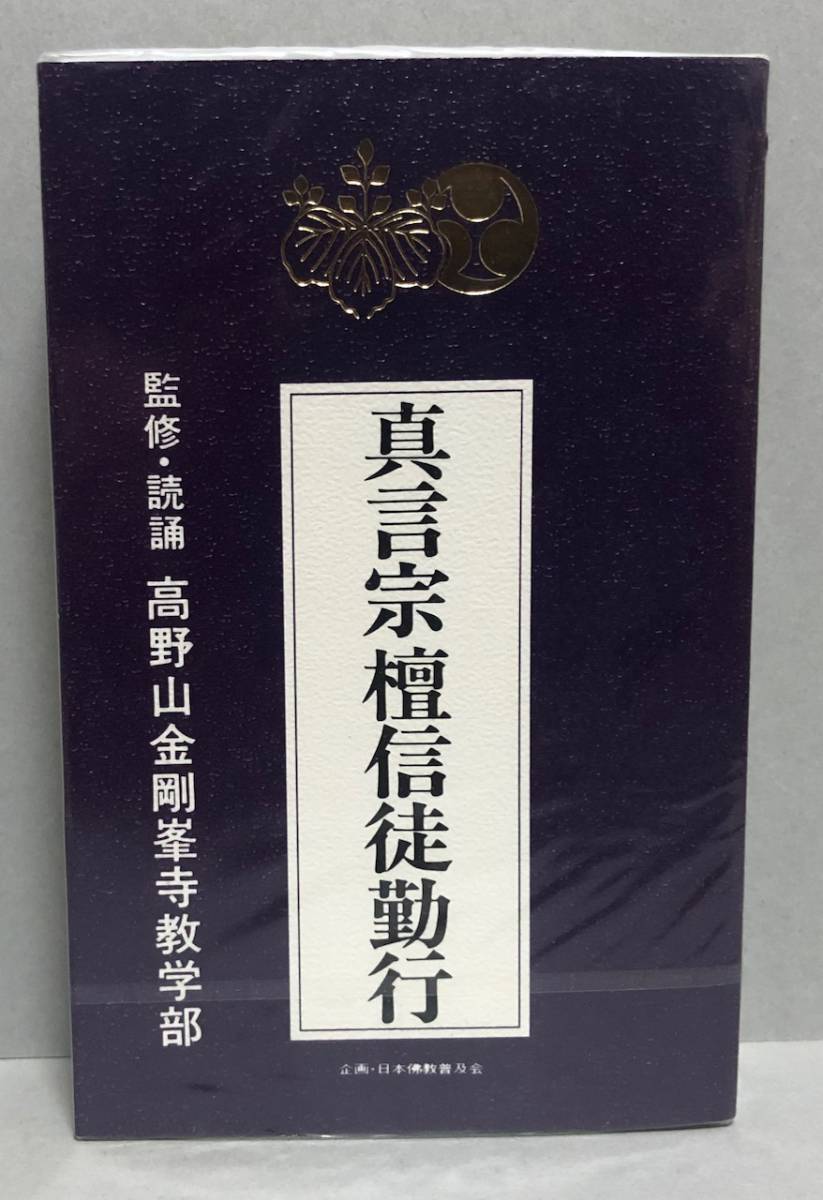 真言宗檀信徒勤行
監修・読誦 高野山金剛峯寺教学部
企画・日本佛教普及会